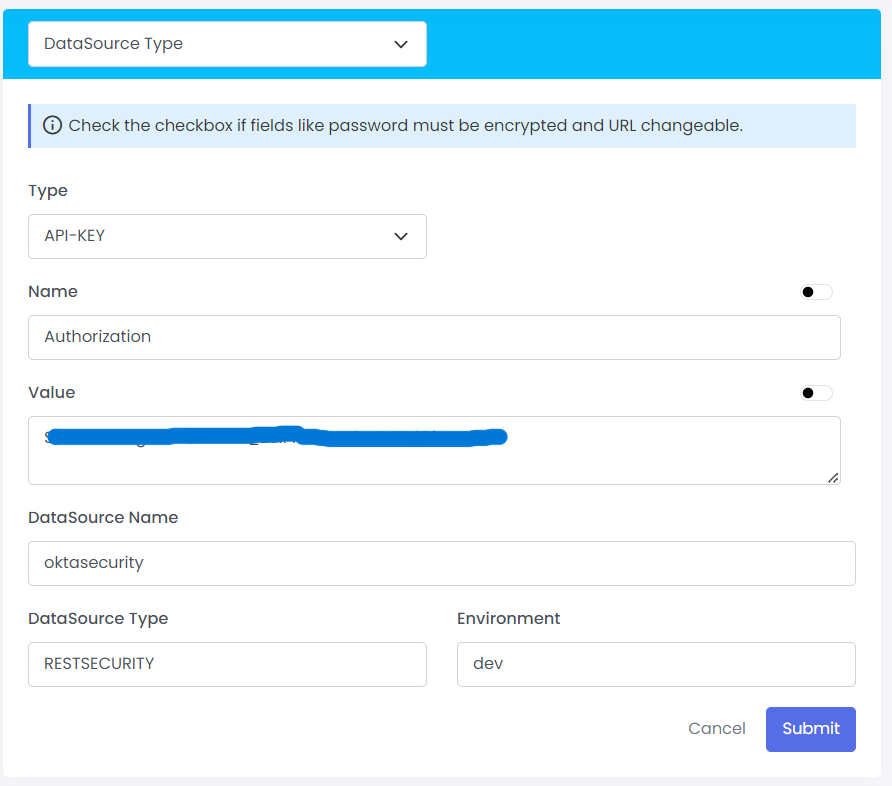 DataSource Type
Check the checkbox if fields like password must be encrypted and URL changeable.
Type
API-KEY
Name
Authorization
Value
DataSource Name
oktasecurity
DataSource Type Environment
RESTSECURITY dev
Cancel Submit